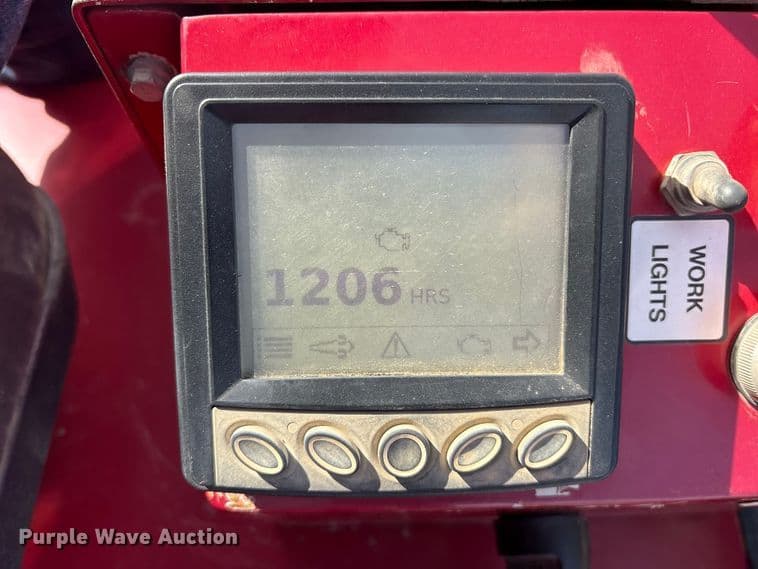 1206 HRS
WORK
LIGHTS
Purple Wave Auction